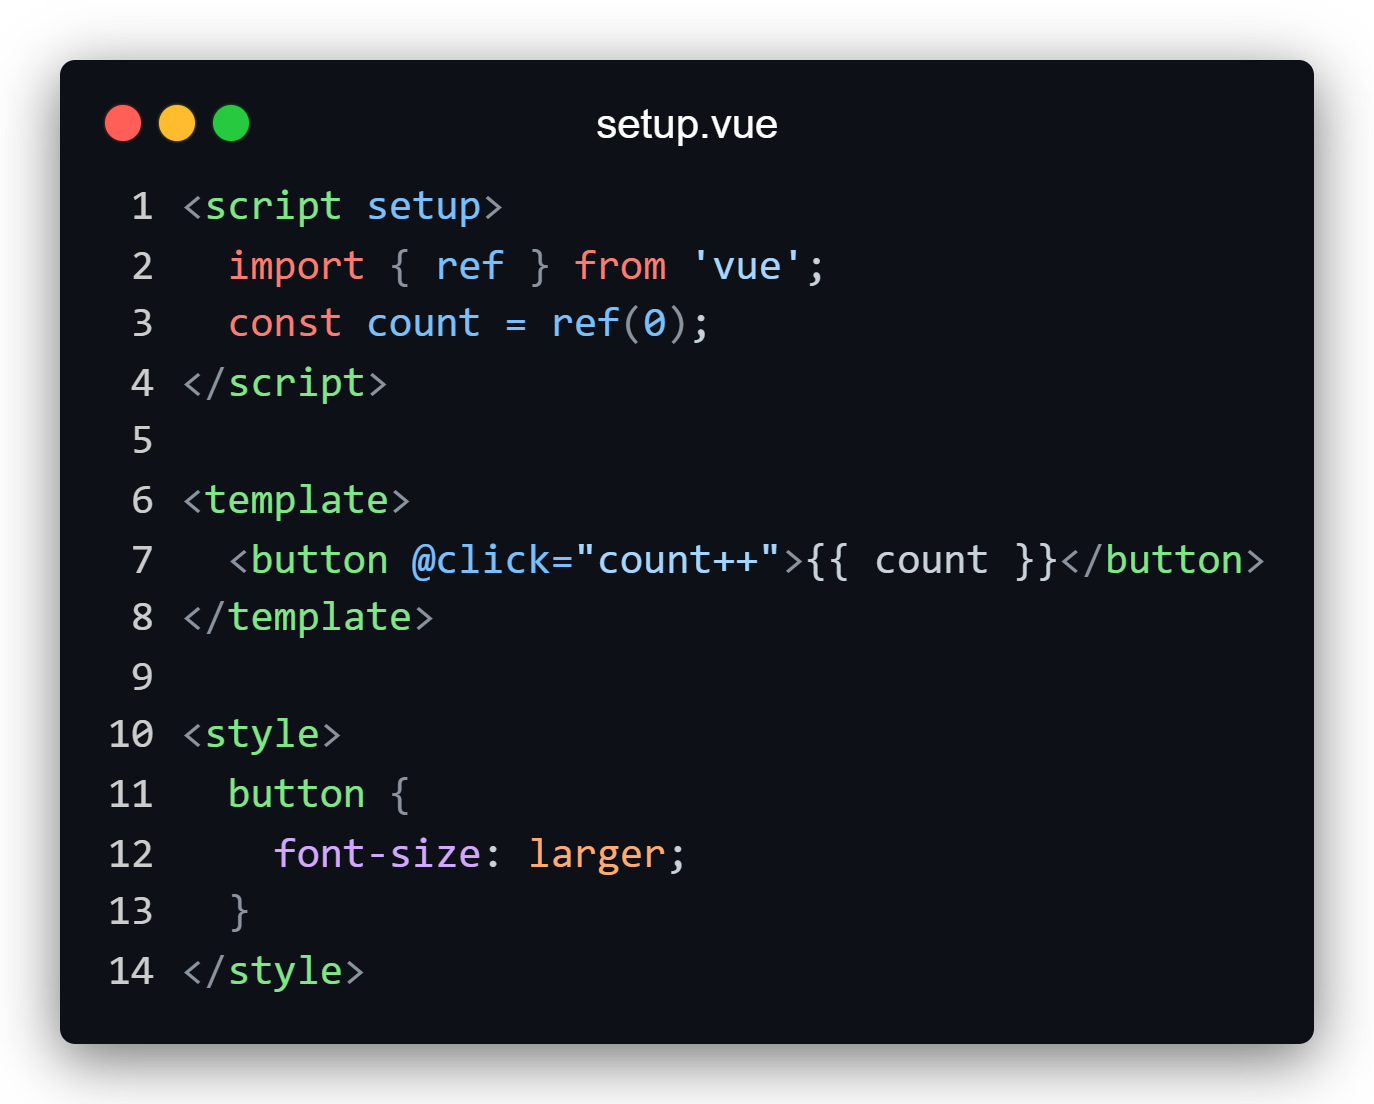 setup.vue
1 <script setup>
2   import { ref } from 'vue';
3   const count = ref(0);
4 </script>
5
6 <template>
7   <button @click="count++">{{ count }}</button>
8 </template>
9
10 <style>
11   button {
12     font-size: larger;
13   }
14 </style>